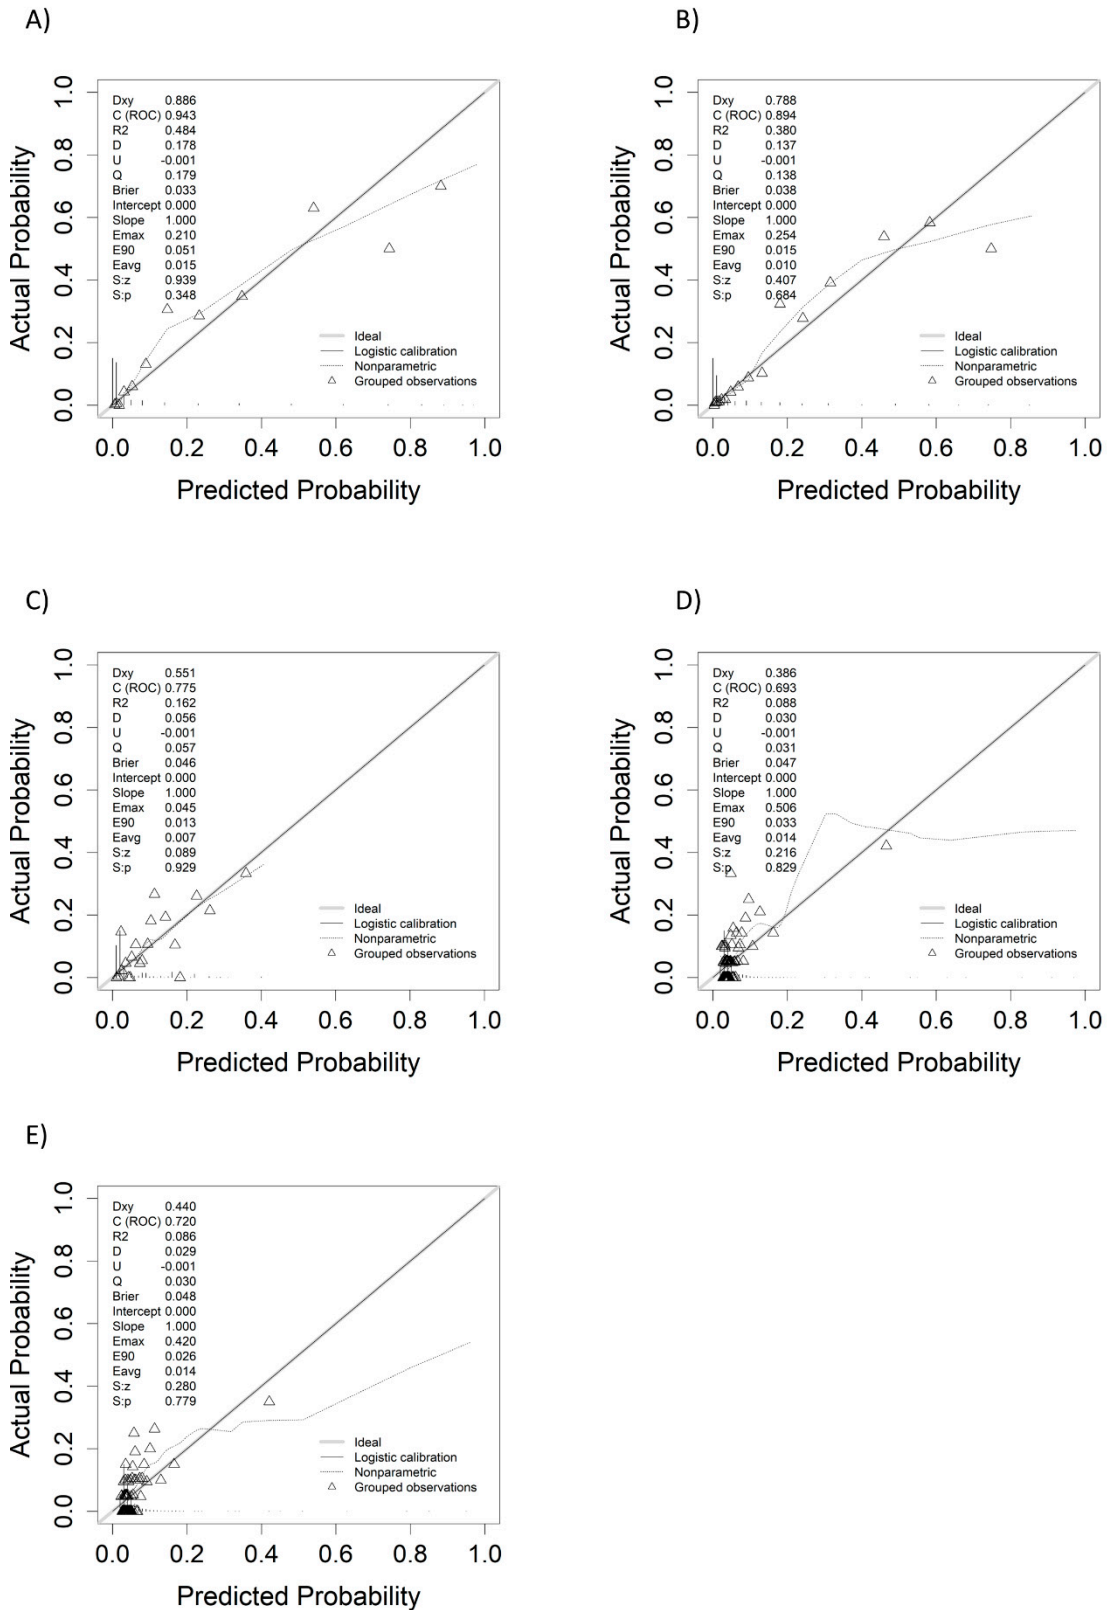 A)
Dxy 0.886
C (ROC) 0.943
R2 0.484
D 0.178
U -0.001
Q 0.179
Brier 0.033
Intercept 0.000
Slope 1.000
Emax 0.210
E90 0.051
Eavg 0.015
S:z 0.939
S:p 0.348
Ideal
Logistic calibration
Nonparametric
Grouped observations
Actual Probability
0.0 0.2 0.4 0.6 0.8 1.0
0.0 0.2 0.4 0.6 0.8 1.0
Predicted Probability
B)
Dxy 0.788
C (ROC) 0.894
R2 0.380
D 0.137
U -0.001
Q 0.138
Brier 0.038
Intercept 0.000
Slope 1.000
Emax 0.254
E90 0.015
Eavg 0.010
S:z 0.407
S:p 0.684
Ideal
Logistic calibration
Nonparametric
Grouped observations
Actual Probability
0.0 0.2 0.4 0.6 0.8 1.0
0.0 0.2 0.4 0.6 0.8 1.0
Predicted Probability
C)
Dxy 0.551
C (ROC) 0.775
R2 0.162
D 0.056
U -0.001
Q 0.057
Brier 0.046
Intercept 0.000
Slope 1.000
Emax 0.045
E90 0.013
Eavg 0.007
S:z 0.089
S:p 0.929
Ideal
Logistic calibration
Nonparametric
Grouped observations
Actual Probability
0.0 0.2 0.4 0.6 0.8 1.0
0.0 0.2 0.4 0.6 0.8 1.0
Predicted Probability
D)
Dxy 0.386
C (ROC) 0.693
R2 0.088
D 0.030
U -0.001
Q 0.031
Brier 0.047
Intercept 0.000
Slope 1.000
Emax 0.506
E90 0.033
Eavg 0.014
S:z 0.216
S:p 0.829
Ideal
Logistic calibration
Nonparametric
Grouped observations
Actual Probability
0.0 0.2 0.4 0.6 0.8 1.0
0.0 0.2 0.4 0.6 0.8 1.0
Predicted Probability
E)
Dxy 0.440
C (ROC) 0.720
R2 0.086
D 0.029
U -0.001
Q 0.030
Brier 0.048
Intercept 0.000
Slope 1.000
Emax 0.420
E90 0.026
Eavg 0.014
S:z 0.280
S:p 0.779
Ideal
Logistic calibration
Nonparametric
Grouped observations
Actual Probability
0.0 0.2 0.4 0.6 0.8 1.0
0.0 0.2 0.4 0.6 0.8 1.0
Predicted Probability